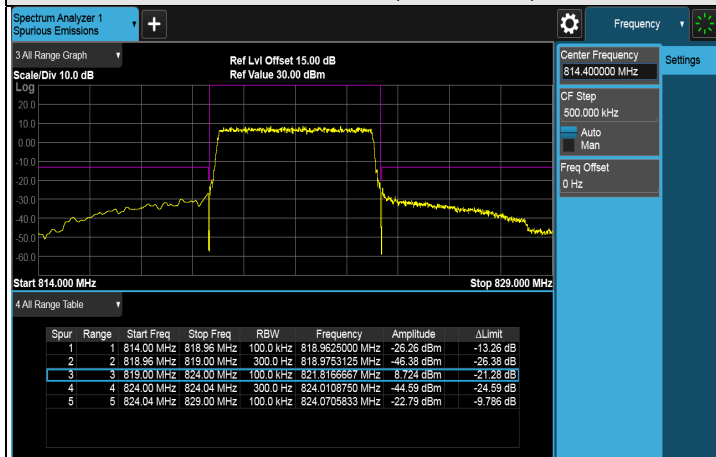 Spectrum Analyzer 1
Spurious Emissions
+
Frequency
3 All Range Graph
Ref Lvl Offset 15.00 dB
Scale/Div 10.0 dB
Ref Value 30.00 dBm
Log
20.0
10.0
0.00
-10.0
-20.0
-30.0
-40.0
-50.0
-60.0
Start 814.000 MHz
Stop 829.000 MHz
Center Frequency
814.400000 MHz
Settings
CF Step
500.000 kHz
Auto
Man
Freq Offset
0 Hz
4 All Range Table
Spur Range Start Freq Stop Freq RBW Frequency Amplitude ΔLimit
1 1 814.00 MHz 818.96 MHz 100.0 kHz 818.9625000 MHz -26.26 dBm -13.26 dB
2 2 818.96 MHz 819.00 MHz 300.0 Hz 818.9753125 MHz -46.38 dBm -26.38 dB
3 3 819.00 MHz 824.00 MHz 100.0 kHz 821.8166667 MHz 8.724 dBm -21.28 dB
4 4 824.00 MHz 824.04 MHz 300.0 Hz 824.0108750 MHz -44.59 dBm -24.59 dB
5 5 824.04 MHz 829.00 MHz 100.0 kHz 824.0705833 MHz -22.79 dBm -9.786 dB